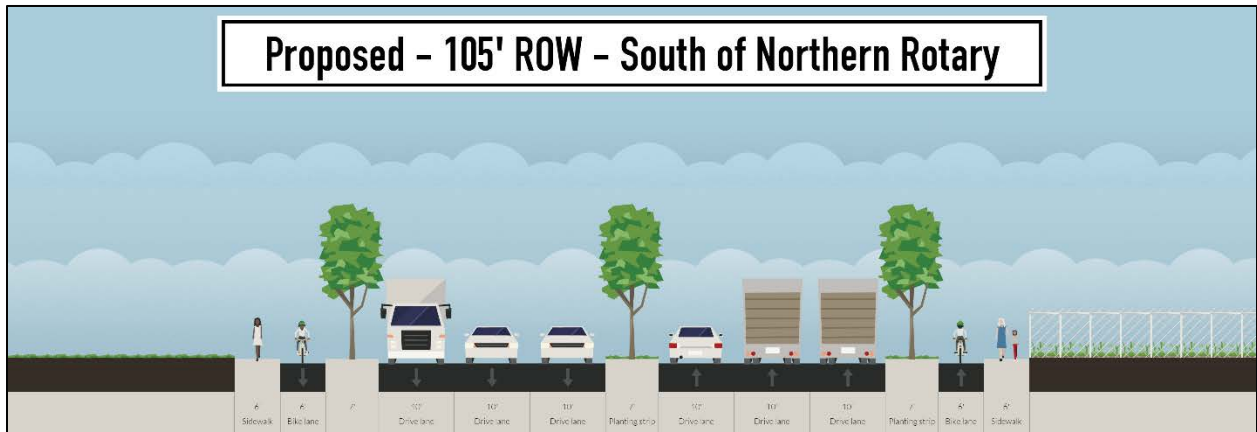 Proposed - 105' ROW - South of Northern Rotary
6' 6' 7' 10' 10' 10' 7' 10' 10' 10' 7' 6' 6'
Sidewalk Bike lane Drive lane Drive lane Drive lane Planting strip Drive lane Drive lane Drive lane Planting strip Bike lane Sidewalk